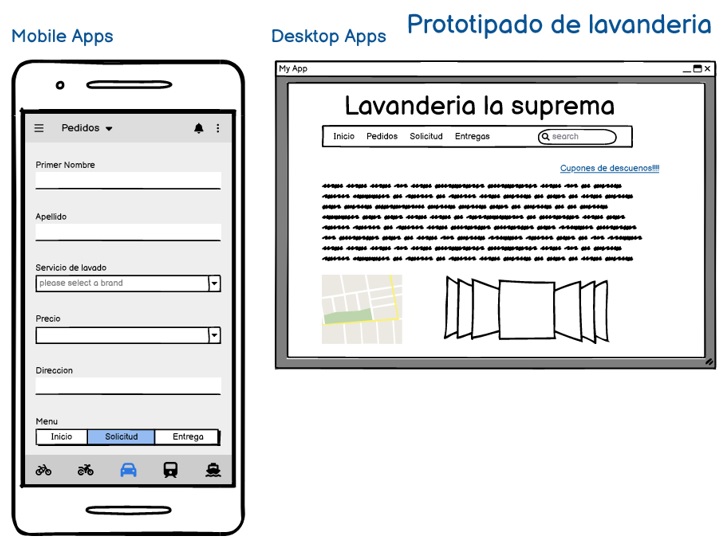 Prototipado de lavanderia
Mobile Apps
Pedidos
Primer Nombre
Apellido
Servicio de lavado
please select a brand
Precio
Direccion
Menu
Inicio Solicitud Entrega
Desktop Apps
My App
Lavanderia la suprema
Inicio Pedidos Solicitud Entregas search
Cupones de descuenos!!!!